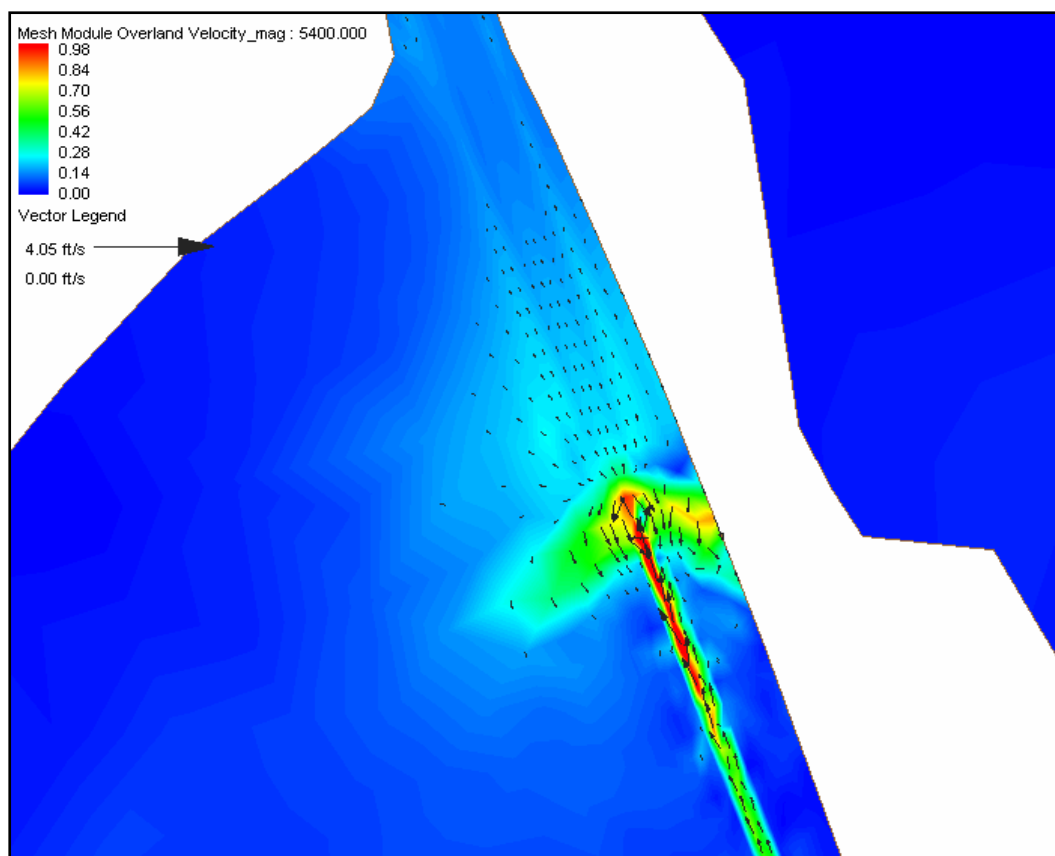 Mesh Module Overland Velocity_mag : 5400.000
0.98
0.84
0.70
0.56
0.42
0.28
0.14
0.00
Vector Legend
4.05 ft/s
0.00 ft/s